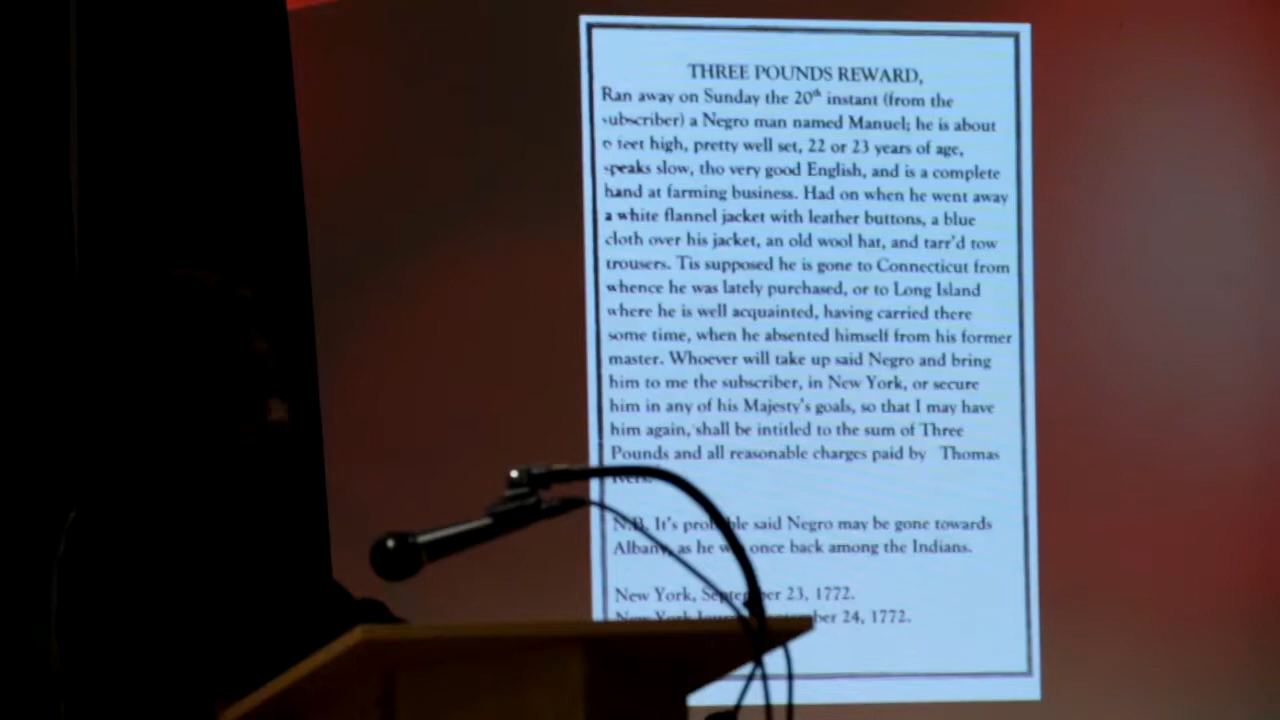 THREE POUNDS REWARD,
Ran away on Sunday the 20th instant (from the
subscriber) a Negro man named Manuel; he is about
feet high, pretty well set, 22 or 23 years of age,
speaks slow, tho very good English, and is a complete
hand at farming business. Had on when he went away
a white flannel jacket with leather buttons, a blue
cloth over his jacket, an old wool hat, and tarr'd tow
trousers. Tis supposed he is gone to Connecticut from
whence he was lately purchased, or to Long Island
where he is well acquainted, having carried there
some time, when he absented himself from his former
master. Whoever will take up said Negro and bring
him to me the subscriber, in New York, or secure
him in any of his Majesty's goals, so that I may have
him again, shall be intitled to the sum of Three
Pounds and all reasonable charges paid by Thomas
N.B. It's probable said Negro may be gone towards
Albany, as he was once back among the Indians.
New York, September 23, 1772.
New York September 24, 1772.